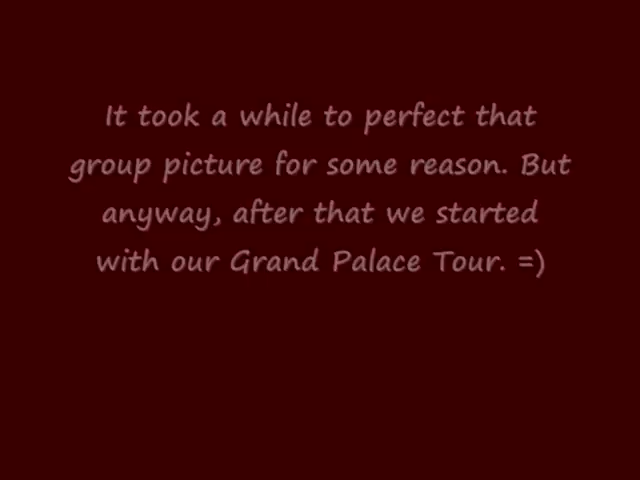 It took a while to perfect that
group picture for some reason. But
anyway, after that we started
with our Grand Palace Tour. =)